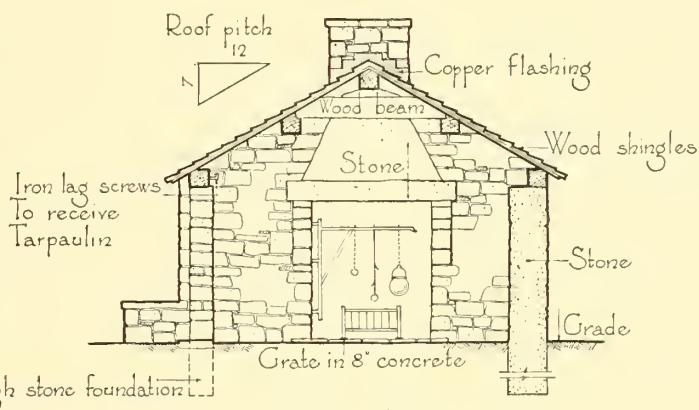 Roof pitch
12
7
Copper flashing
Wood beam
Wood shingles
Stone
Iron lag screws
To receive
Tarpaulin
Stone
Grade
Grate in 8" concrete
stone foundation